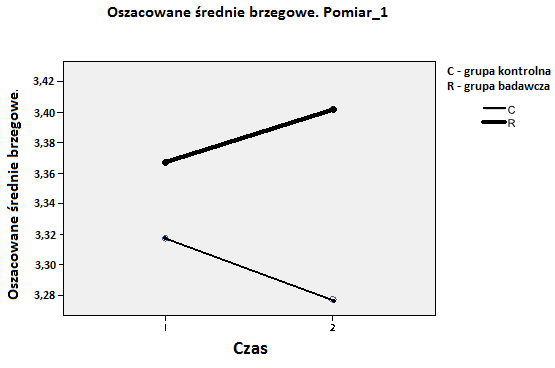 Oszacowane średnie brzegowe. Pomiar_1
Oszacowane średnie brzegowe.
3,42
3,40
3,38
3,36
3,34
3,32
3,30
3,28
1
2
Czas
C - grupa kontrolna
R - grupa badawcza
C
R